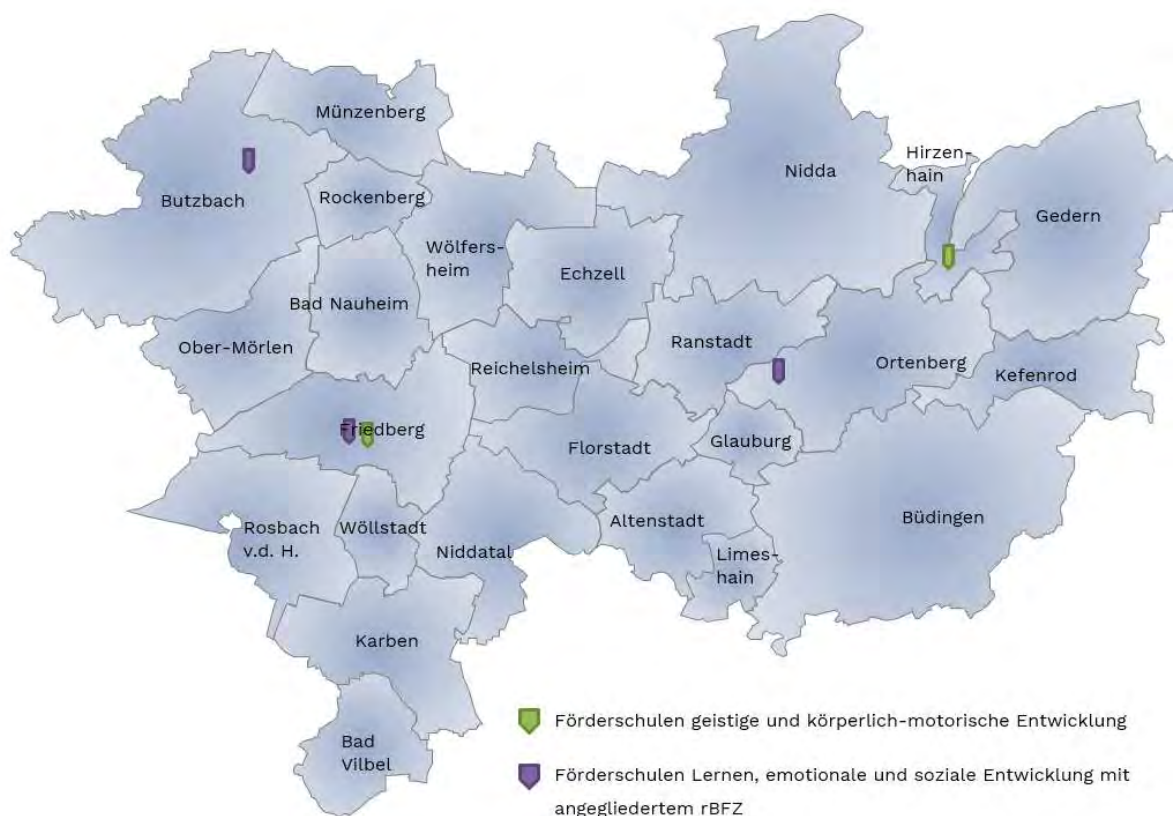 Münzenberg
Hirzen-
hain
Nidda
Butzbach
Rockenberg
Gedern
Wölfers-
heim
Echzell
Bad Nauheim
Ober-Mörlen
Ranstadt
Reichelsheim
Ortenberg
Kefenrod
Friedberg
Florstadt
Glauburg
Rosbach
v.d. H.
Wöllstadt
Niddatal
Altenstadt
Büdingen
Limes-
hain
Karben
Bad
Vilbel
Förderschulen geistige und körperlich-motorische Entwicklung
Förderschulen Lernen, emotionale und soziale Entwicklung mit
angegliedertem rBFZ